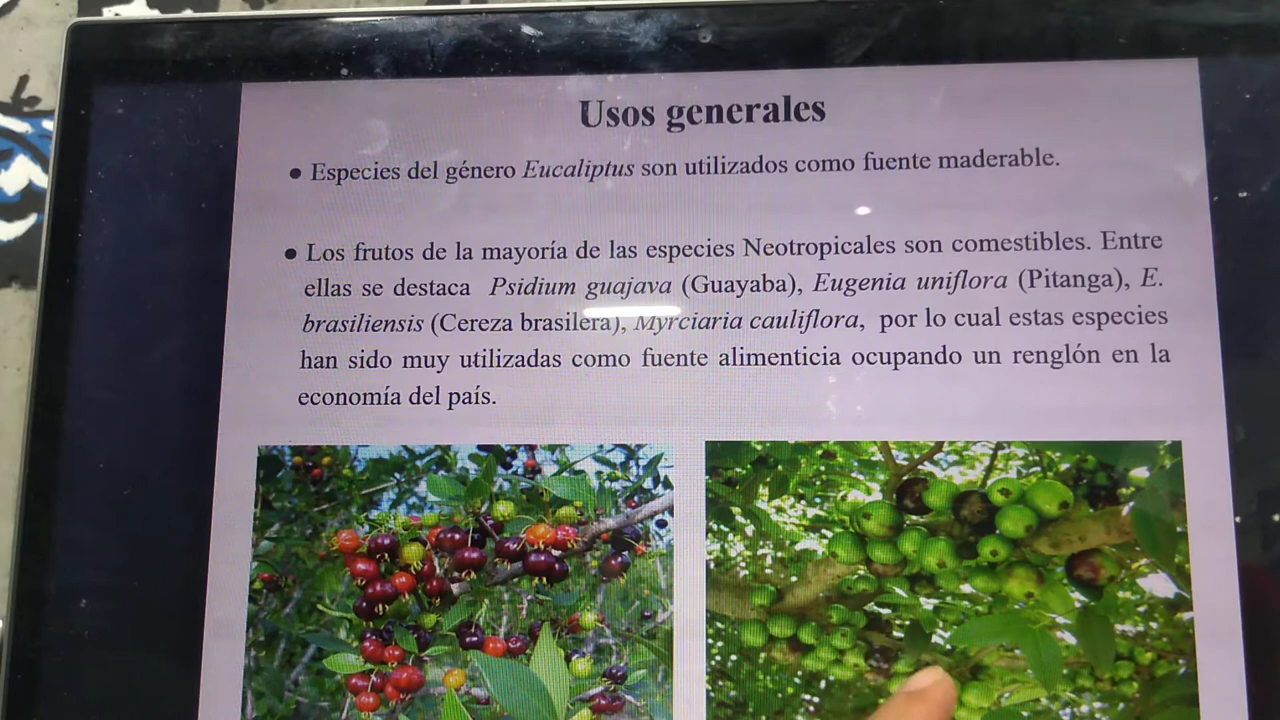 Usos generales
● Especies del género Eucaliptus son utilizados como fuente maderable.
● Los frutos de la mayoría de las especies Neotropicales son comestibles. Entre
ellas se destaca Psidium guajava (Guayaba), Eugenia uniflora (Pitanga), E.
brasiliensis (Cereza brasilera), Myrciaria cauliflora, por lo cual estas especies
han sido muy utilizadas como fuente alimenticia ocupando un renglón en la
economía del país.